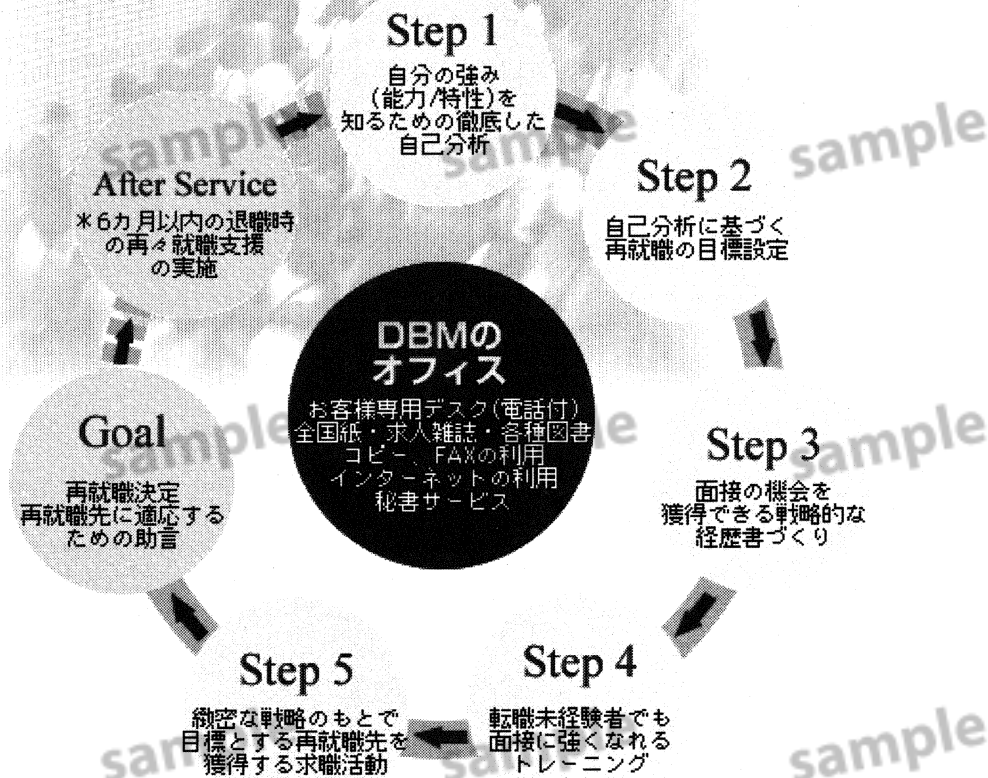 Step 1
自分の強み
(能力/特性)を
知るための徹底した
自己分析
Step 2
自己分析に基づく
再就職の目標設定
Step 3
面接の機会を
獲得できる戦略的な
経歴書づくり
Step 4
転職未経験者でも
面接に強くなれる
トレーニング
Step 5
緻密な戦略のもとで
目標とする再就職先を
獲得する求職活動
Goal
再就職決定
再就職先に適応する
ための助言
After Service
＊6カ月以内の退職時
の再々就職支援
の実施
DBMの
オフィス
お客様専用デスク(電話付)
全国紙・求人雑誌・各種図書
コピー、FAXの利用
インターネットの利用
秘書サービス
sample
sample
sample
sample
sample
sample
sample
sample
sample